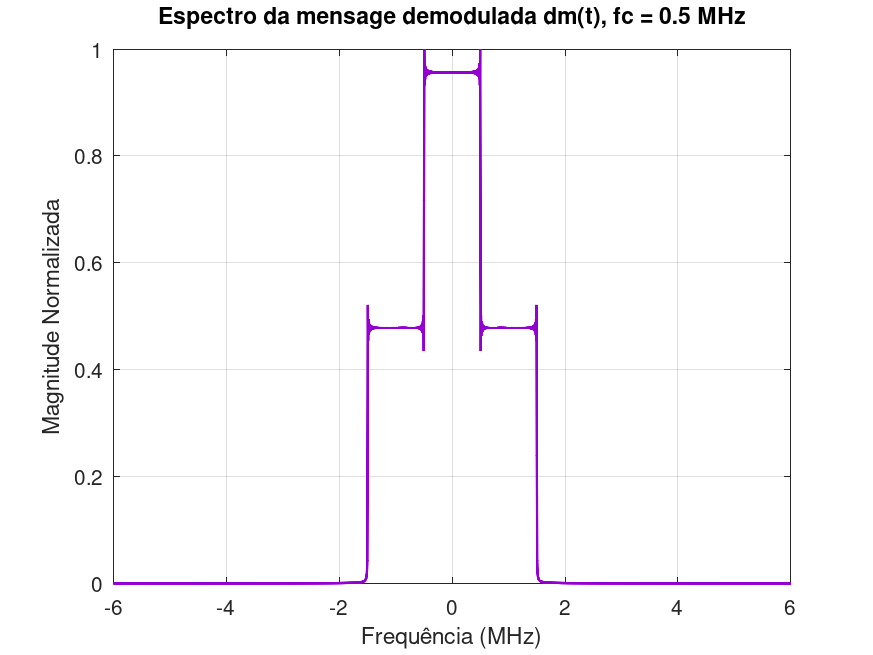 Espectro da mensage demodulada dm(t), fc = 0.5 MHz
1
0.8
0.6
0.4
0.2
0
Magnitude Normalizada
-6 -4 -2 0 2 4 6
Frequência (MHz)